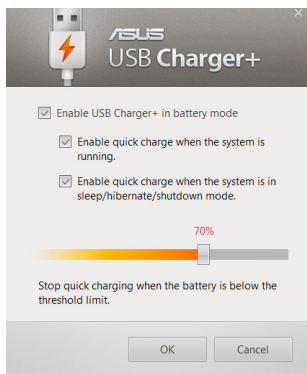 ASUS
USB Charger+
Enable USB Charger+ in battery mode
Enable quick charge when the system is
running.
Enable quick charge when the system is in
sleep/hibernate/shutdown mode.
70%
Stop quick charging when the battery is below the
threshold limit.
OK Cancel